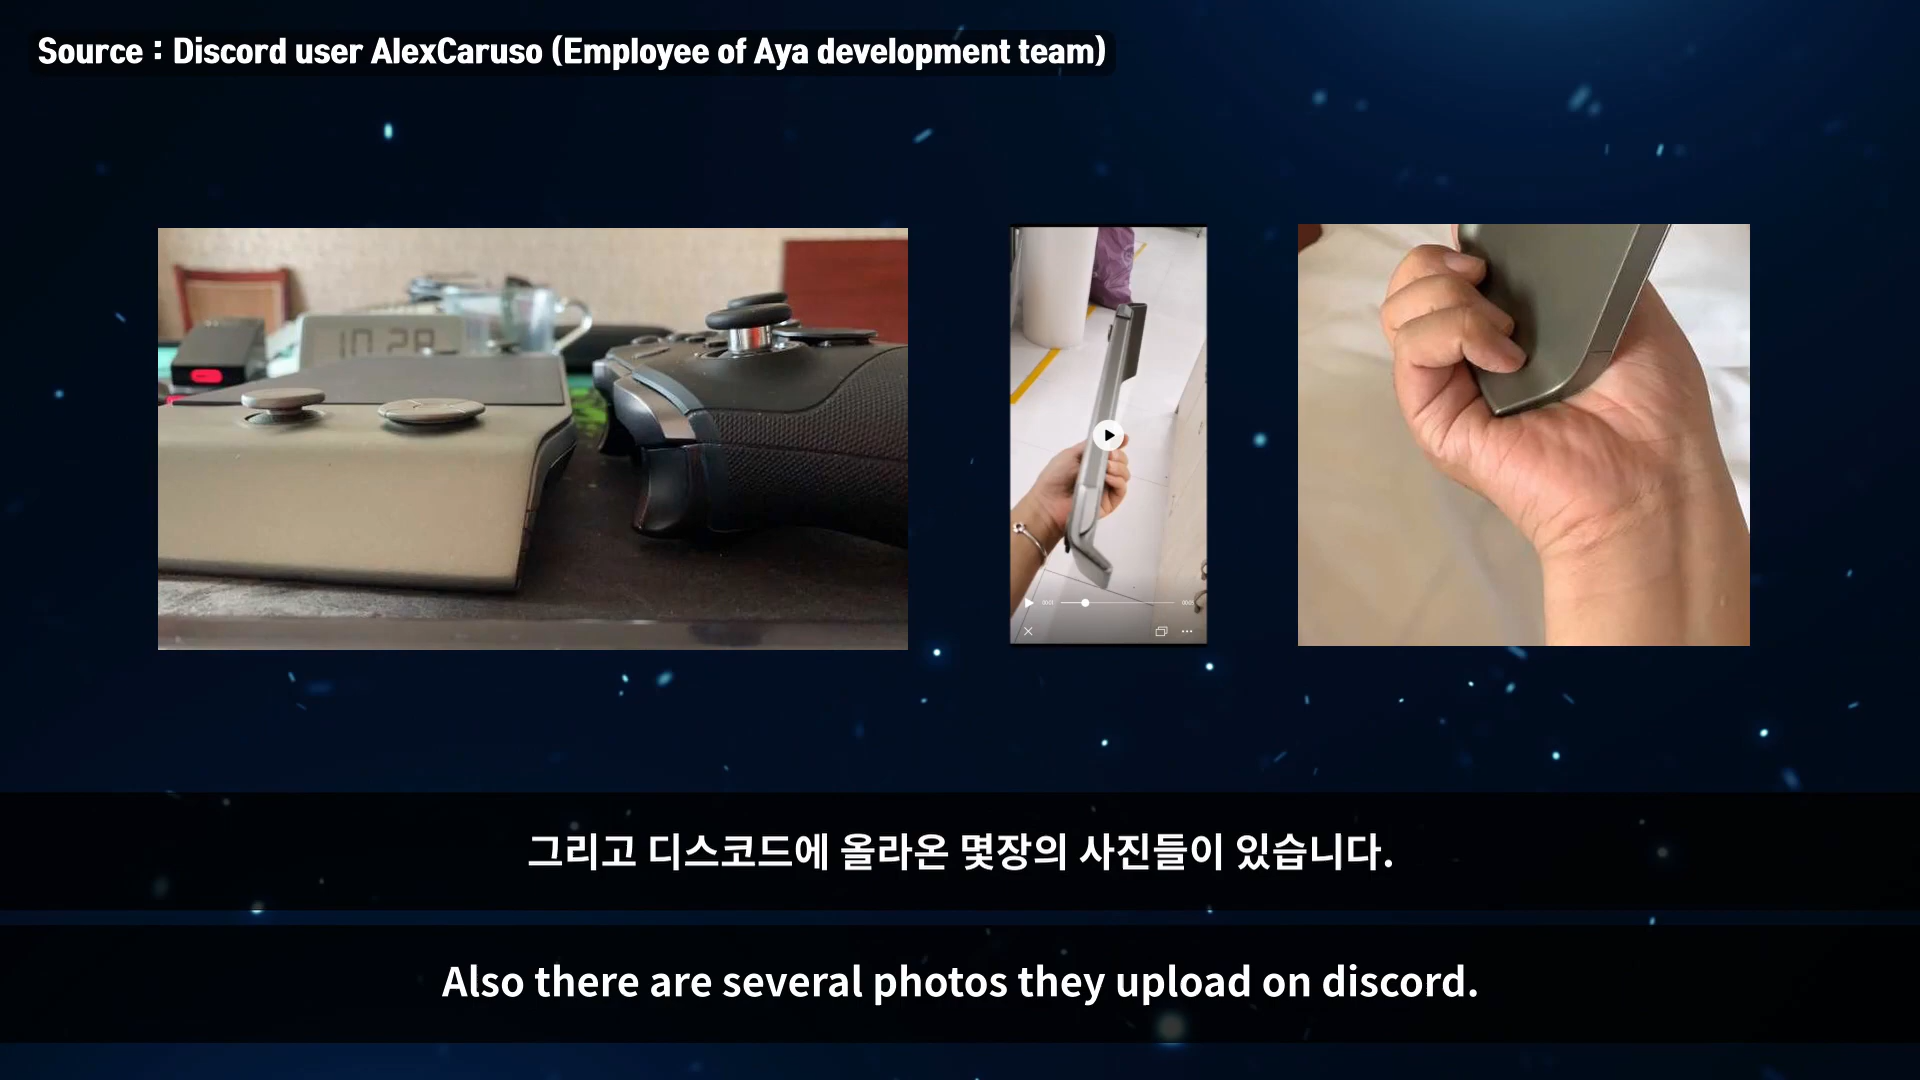 Source : Discord user AlexCaruso (Employee of Aya development team)
10 28
그리고 디스코드에 올라온 몇장의 사진들이 있습니다.
Also there are several photos they upload on discord.